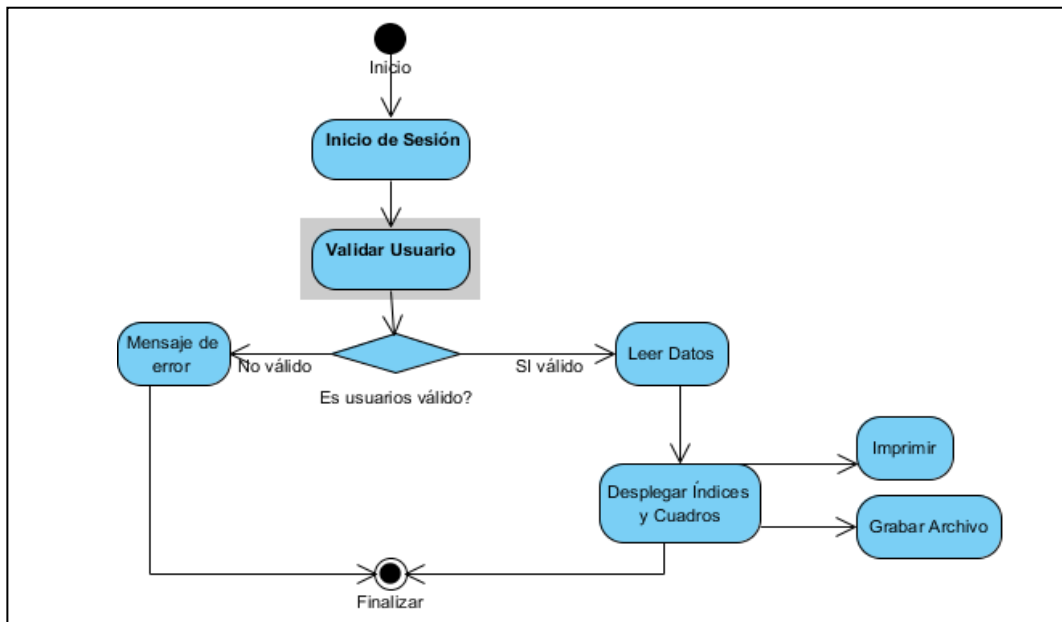 Inicio
Inicio de Sesión
Validar Usuario
Mensaje de
error
No válido
SI válido
Leer Datos
Es usuarios válido?
Imprimir
Desplegar Índices
y Cuadros
Grabar Archivo
Finalizar